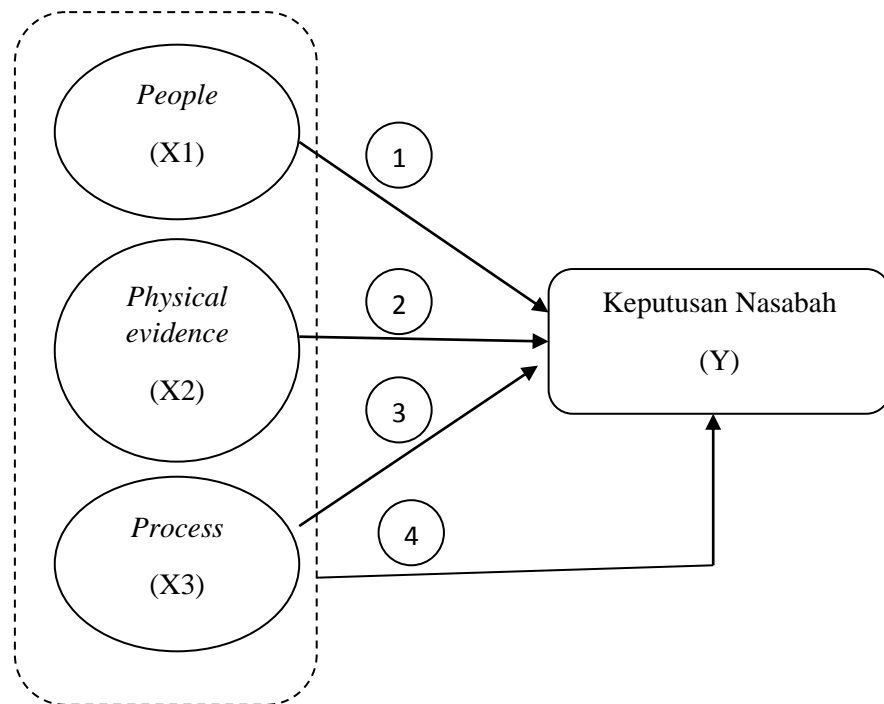 People
(X1)
1
Physical
evidence
(X2)
2
Keputusan Nasabah
(Y)
3
Process
(X3)
4